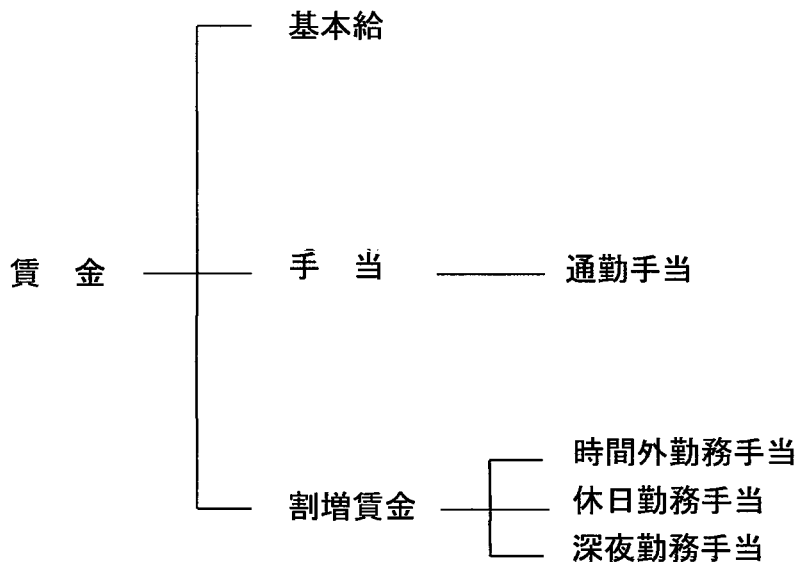 基本給
賃 金
手 当
通勤手当
割増賃金
時間外勤務手当
休日勤務手当
深夜勤務手当